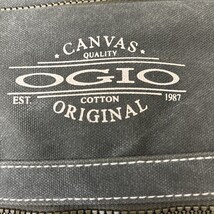 CANVAS
QUALITY
OGIO
EST. COTTON 1987
ORIGINAL